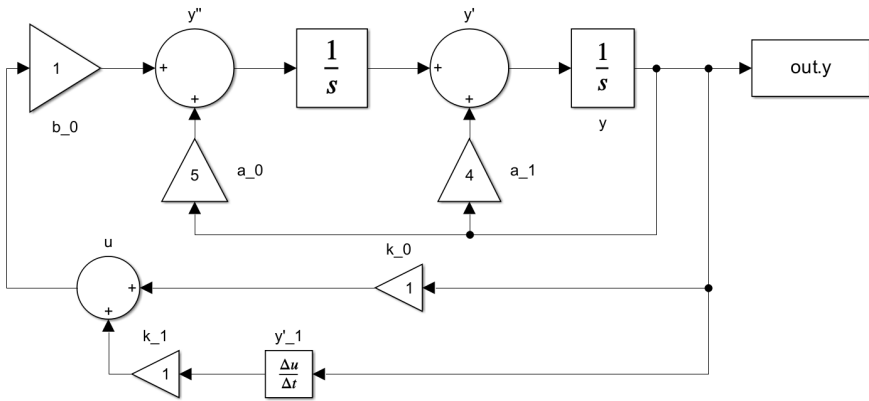 y"
y'
1
+
+
1
s
+
+
1
s
out.y
b_0
y
5
a_0
4
a_1
u
k_0
+
+
1
k_1
y'_1
1
Δu
Δt